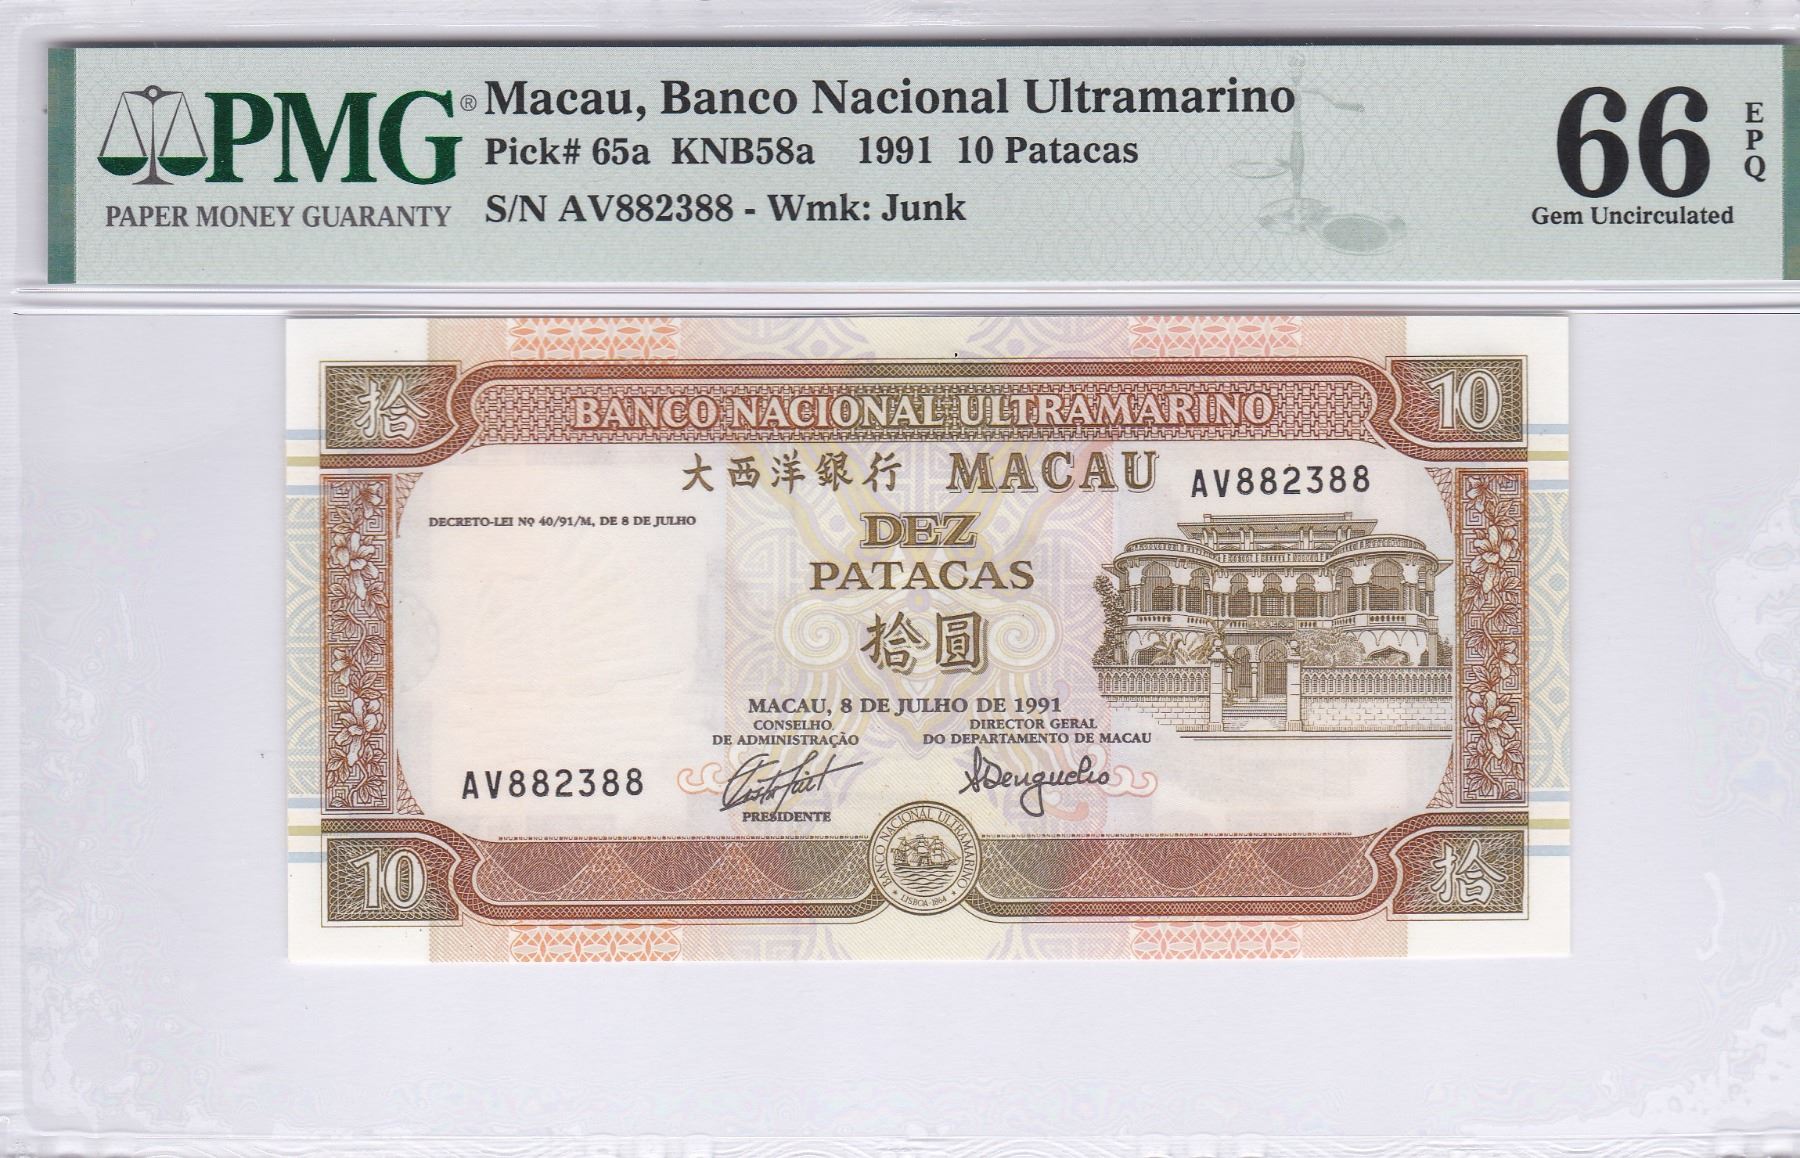 PMG®
PAPER MONEY GUARANTY
Macau, Banco Nacional Ultramarino
Pick# 65a KNB58a 1991 10 Patacas
S/N AV882388 - Wmk: Junk
66 EPQ
Gem Uncirculated
拾
BANCO NACIONAL ULTRAMARINO
10
大西洋銀行 MACAU AV882388
DECRETO-LEI Nº 40/91/M, DE 8 DE JULHO
DEZ
PATACAS
拾圓
MACAU, 8 DE JULHO DE 1991
CONSELHO
DE ADMINISTRAÇÃO
DIRECTOR GERAL
DO DEPARTAMENTO DE MACAU
AV882388
PRESIDENTE
10
BANCO NACIONAL ULTRAMARINO
LISBOA-1864
拾